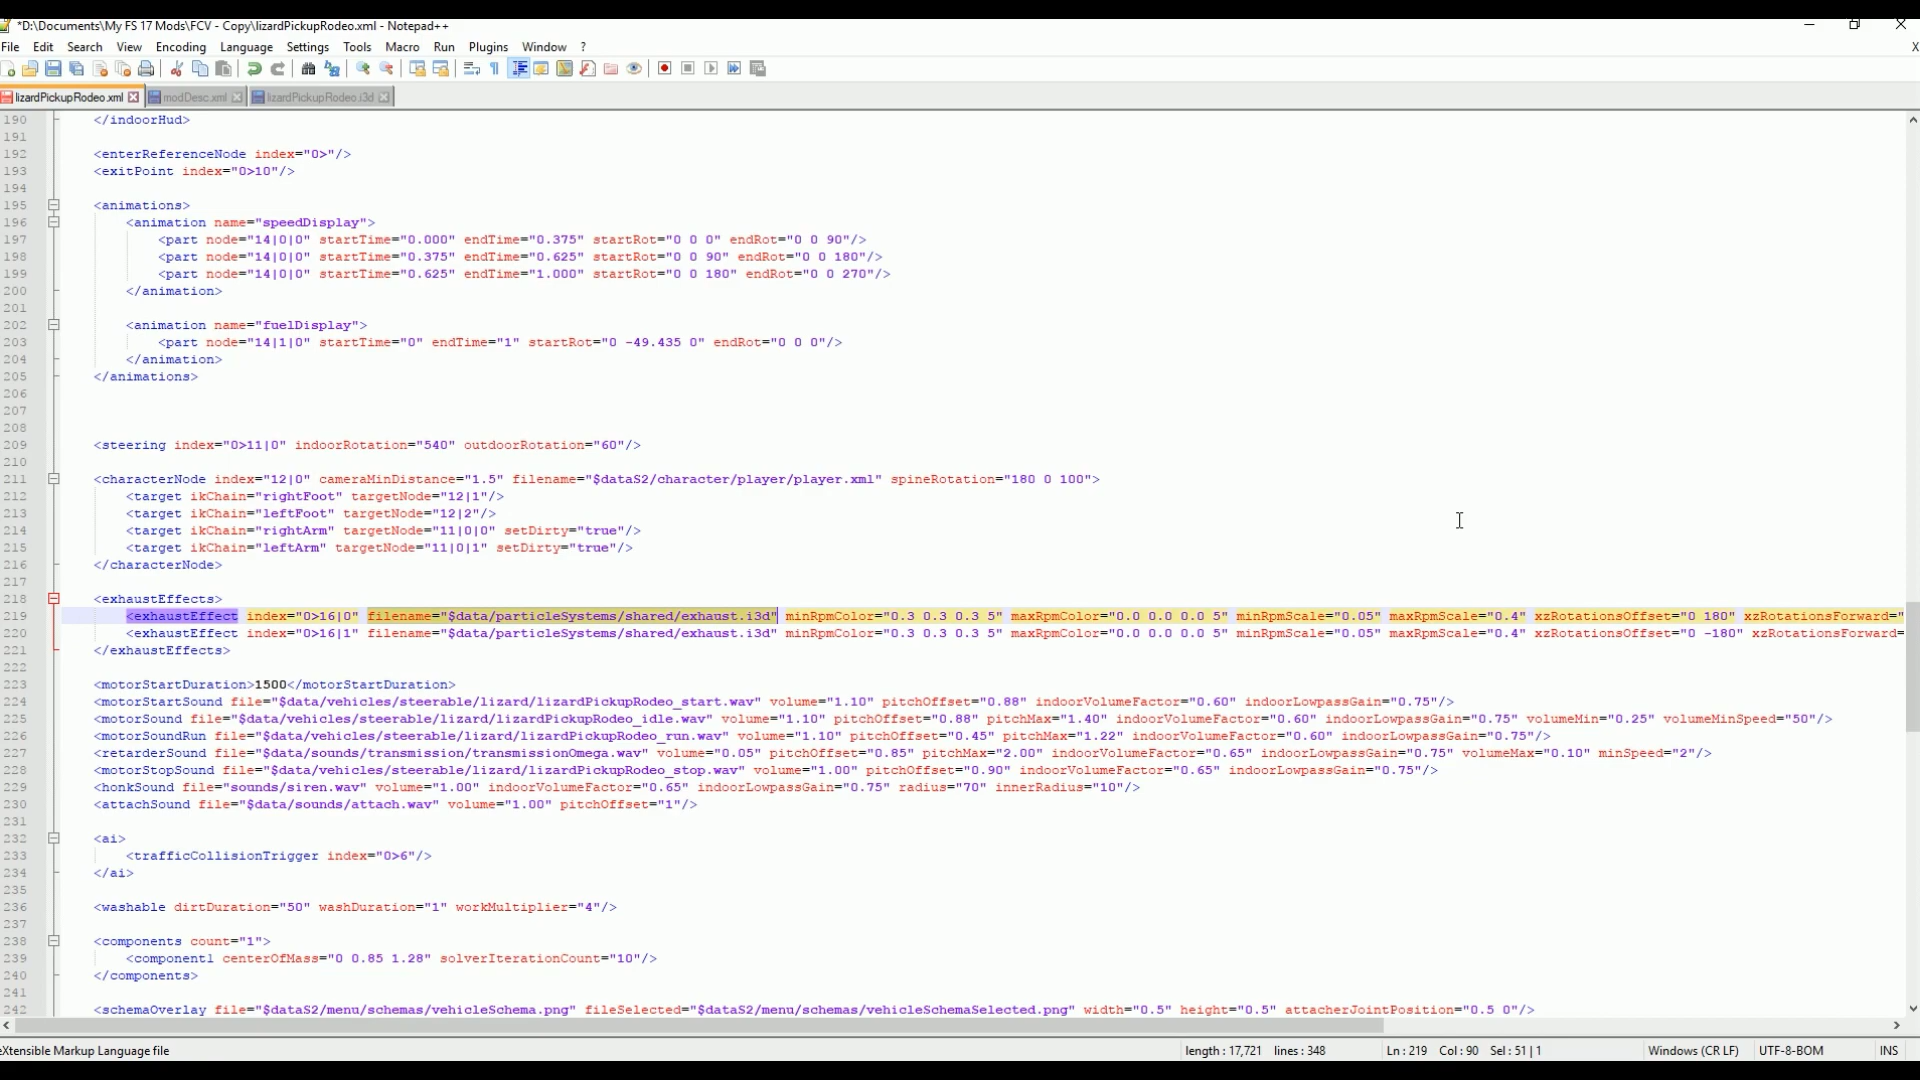 *D:\Documents\My FS 17 Mods\FCV - Copy\lizardPickupRodeo.xml - Notepad++
File Edit Search View Encoding Language Settings Tools Macro Run Plugins Window ? X
lizardPickupRodeo.xml modDesc.xml lizardPickupRodeo.i3d
190 </indoorHud>
191
192 <enterReferenceNode index="0>"/>
193 <exitPoint index="0>10"/>
194
195 <animations>
196 <animation name="speedDisplay">
197 <part node="14|0|0" startTime="0.000" endTime="0.375" startRot="0 0 0" endRot="0 0 90"/>
198 <part node="14|0|0" startTime="0.375" endTime="0.625" startRot="0 0 90" endRot="0 0 180"/>
199 <part node="14|0|0" startTime="0.625" endTime="1.000" startRot="0 0 180" endRot="0 0 270"/>
200 </animation>
201
202 <animation name="fuelDisplay">
203 <part node="14|1|0" startTime="0" endTime="1" startRot="0 -49.435 0" endRot="0 0 0"/>
204 </animation>
205 </animations>
206
207
208
209 <steering index="0>11|0" indoorRotation="540" outdoorRotation="60"/>
210
211 <characterNode index="12|0" cameraMinDistance="1.5" filename="$dataS2/character/player/player.xml" spineRotation="180 0 100">
212 <target ikChain="rightFoot" targetNode="12|1"/>
213 <target ikChain="leftFoot" targetNode="12|2"/>
214 <target ikChain="rightArm" targetNode="11|0|0" setDirty="true"/>
215 <target ikChain="leftArm" targetNode="11|0|1" setDirty="true"/>
216 </characterNode>
217
218 <exhaustEffects>
219 <exhaustEffect index="0>16|0" filename="$data/particleSystems/shared/exhaust.i3d" minRpmColor="0.3 0.3 0.3 5" maxRpmColor="0.0 0.0 0.0 5" minRpmScale="0.05" maxRpmScale="0.4" xzRotationsOffset="0 180" xzRotationsForward="
220 <exhaustEffect index="0>16|1" filename="$data/particleSystems/shared/exhaust.i3d" minRpmColor="0.3 0.3 0.3 5" maxRpmColor="0.0 0.0 0.0 5" minRpmScale="0.05" maxRpmScale="0.4" xzRotationsOffset="0 -180" xzRotationsForward=
221 </exhaustEffects>
222
223 <motorStartDuration>1500</motorStartDuration>
224 <motorStartSound file="$data/vehicles/steerable/lizard/lizardPickupRodeo_start.wav" volume="1.10" pitchOffset="0.88" indoorVolumeFactor="0.60" indoorLowpassGain="0.75"/>
225 <motorSound file="$data/vehicles/steerable/lizard/lizardPickupRodeo_idle.wav" volume="1.10" pitchOffset="0.88" pitchMax="1.40" indoorVolumeFactor="0.60" indoorLowpassGain="0.75" volumeMin="0.25" volumeMinSpeed="50"/>
226 <motorSoundRun file="$data/vehicles/steerable/lizard/lizardPickupRodeo_run.wav" volume="1.10" pitchOffset="0.45" pitchMax="1.22" indoorVolumeFactor="0.60" indoorLowpassGain="0.75"/>
227 <retarderSound file="$data/sounds/transmission/transmissionOmega.wav" volume="0.05" pitchOffset="0.85" pitchMax="2.00" indoorVolumeFactor="0.65" indoorLowpassGain="0.75" volumeMax="0.10" minSpeed="2"/>
228 <motorStopSound file="$data/vehicles/steerable/lizard/lizardPickupRodeo_stop.wav" volume="1.00" pitchOffset="0.90" indoorVolumeFactor="0.65" indoorLowpassGain="0.75"/>
229 <honkSound file="sounds/siren.wav" volume="1.00" indoorVolumeFactor="0.65" indoorLowpassGain="0.75" radius="70" innerRadius="10"/>
230 <attachSound file="$data/sounds/attach.wav" volume="1.00" pitchOffset="1"/>
231
232 <ai>
233 <trafficCollisionTrigger index="0>6"/>
234 </ai>
235
236 <washable dirtDuration="50" washDuration="1" workMultiplier="4"/>
237
238 <components count="1">
239 <component1 centerOfMass="0 0.85 1.28" solverIterationCount="10"/>
240 </components>
241
242 <schemaOverlay file="$dataS2/menu/schemas/vehicleSchema.png" fileSelected="$dataS2/menu/schemas/vehicleSchemaSelected.png" width="0.5" height="0.5" attacherJointPosition="0.5 0"/>
eXtensible Markup Language file length : 17,721 lines : 348 Ln : 219 Col : 90 Sel : 51 | 1 Windows (CR LF) UTF-8-BOM INS